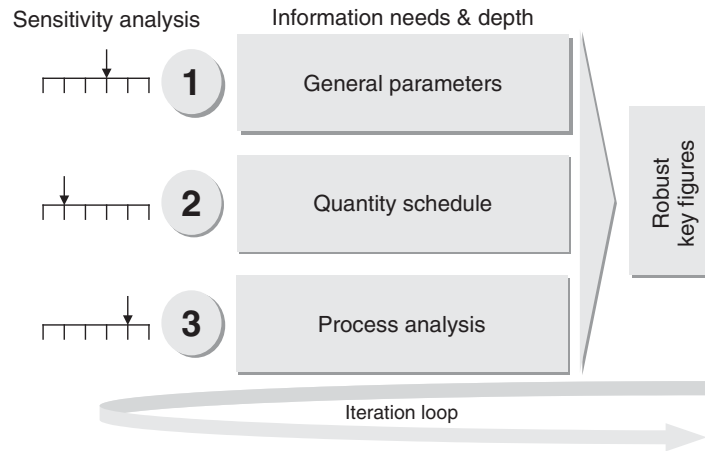 Sensitivity analysis
Information needs & depth
1
General parameters
2
Quantity schedule
3
Process analysis
Robust
key figures
Iteration loop